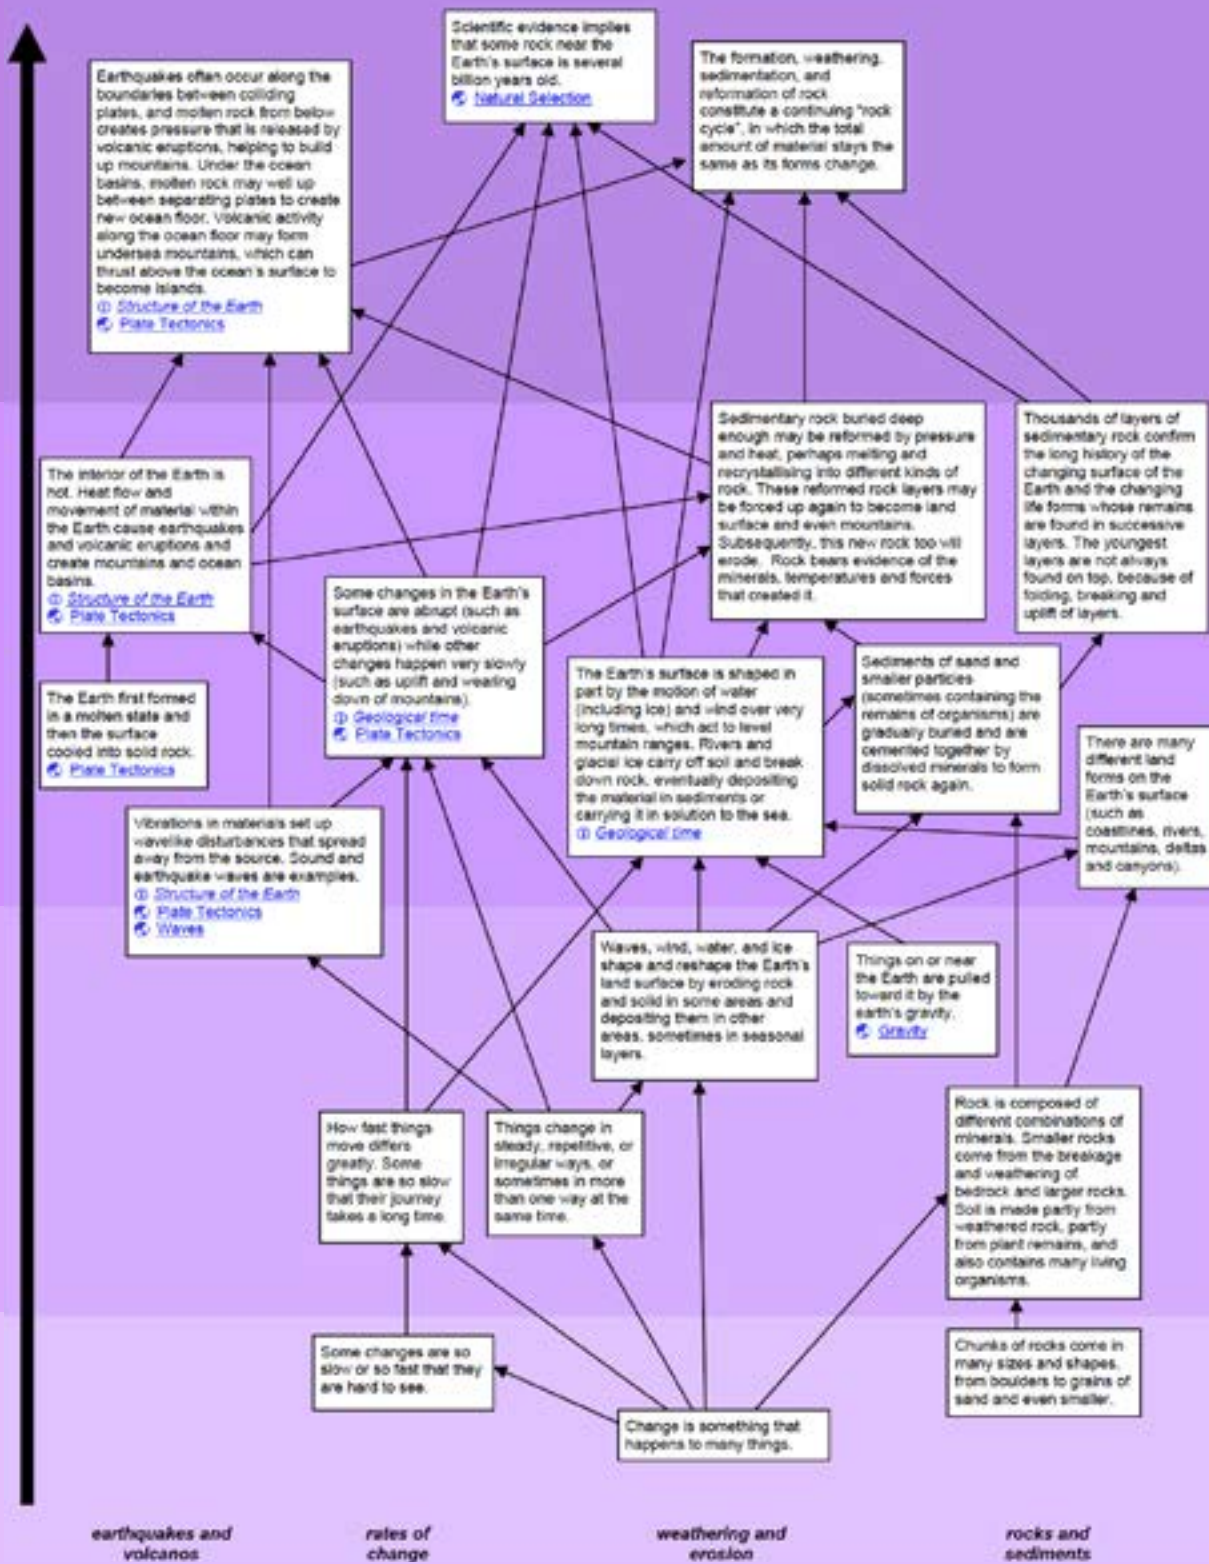 Scientific evidence implies
that some rock near the
Earth's surface is several
billion years old.
Natural Selection
The formation, weathering,
sedimentation, and
reformation of rock
constitute a continuing "rock
cycle", in which the total
amount of material stays the
same as its forms change.
Earthquakes often occur along the
boundaries between colliding
plates, and molten rock from below
creates pressure that is released by
volcanic eruptions, helping to build
up mountains. Under the ocean
basins, molten rock may well up
between separating plates to create
new ocean floor. Volcanic activity
along the ocean floor may form
undersea mountains, which can
thrust above the ocean's surface to
become islands.
Structure of the Earth
Plate Tectonics
Sedimentary rock buried deep
enough may be reformed by pressure
and heat, perhaps melting and
recrystallising into different kinds of
rock. These reformed rock layers may
be forced up again to become land
surface and even mountains.
Subsequently, this new rock too will
erode. Rock bears evidence of the
minerals, temperatures and forces
that created it.
Thousands of layers of
sedimentary rock confirm
the long history of the
changing surface of the
Earth and the changing
life forms whose remains
are found in successive
layers. The youngest
layers are not always
found on top, because of
folding, breaking and
uplift of layers.
The interior of the Earth is
hot. Heat flow and
movement of material within
the Earth cause earthquakes
and volcanic eruptions and
create mountains and ocean
basins.
Structure of the Earth
Plate Tectonics
Some changes in the Earth's
surface are abrupt (such as
earthquakes and volcanic
eruptions) while other
changes happen very slowly
(such as uplift and wearing
down of mountains).
Geological time
Plate Tectonics
The Earth's surface is shaped in
part by the motion of water
(including ice) and wind over very
long times, which act to level
mountain ranges. Rivers and
glacial ice carry off soil and break
down rock, eventually depositing
the material in sediments or
carrying it in solution to the sea.
Geological time
Sediments of sand and
smaller particles
(sometimes containing the
remains of organisms) are
gradually buried and are
cemented together by
dissolved minerals to form
solid rock again.
The Earth first formed
in a molten state and
then the surface
cooled into solid rock.
Plate Tectonics
There are many
different land
forms on the
Earth's surface
(such as
coastlines, rivers,
mountains, deltas
and canyons).
Vibrations in materials set up
wavelike disturbances that spread
away from the source. Sound and
earthquake waves are examples.
Structure of the Earth
Plate Tectonics
Waves
Waves, wind, water, and ice
shape and reshape the Earth's
land surface by eroding rock
and solid in some areas and
depositing them in other
areas, sometimes in seasonal
layers.
Things on or near
the Earth are pulled
toward it by the
earth's gravity.
Gravity
How fast things
move differs
greatly. Some
things are so slow
that their journey
takes a long time.
Things change in
steady, repetitive, or
irregular ways, or
sometimes in more
than one way at the
same time.
Rock is composed of
different combinations of
minerals. Smaller rocks
come from the breakage
and weathering of
bedrock and larger rocks.
Soil is made partly from
weathered rock, partly
from plant remains, and
also contains many living
organisms.
Some changes are so
slow or so fast that they
are hard to see.
Chunks of rocks come in
many sizes and shapes,
from boulders to grains of
sand and even smaller.
Change is something that
happens to many things.
earthquakes and
volcanos
rates of
change
weathering and
erosion
rocks and
sediments